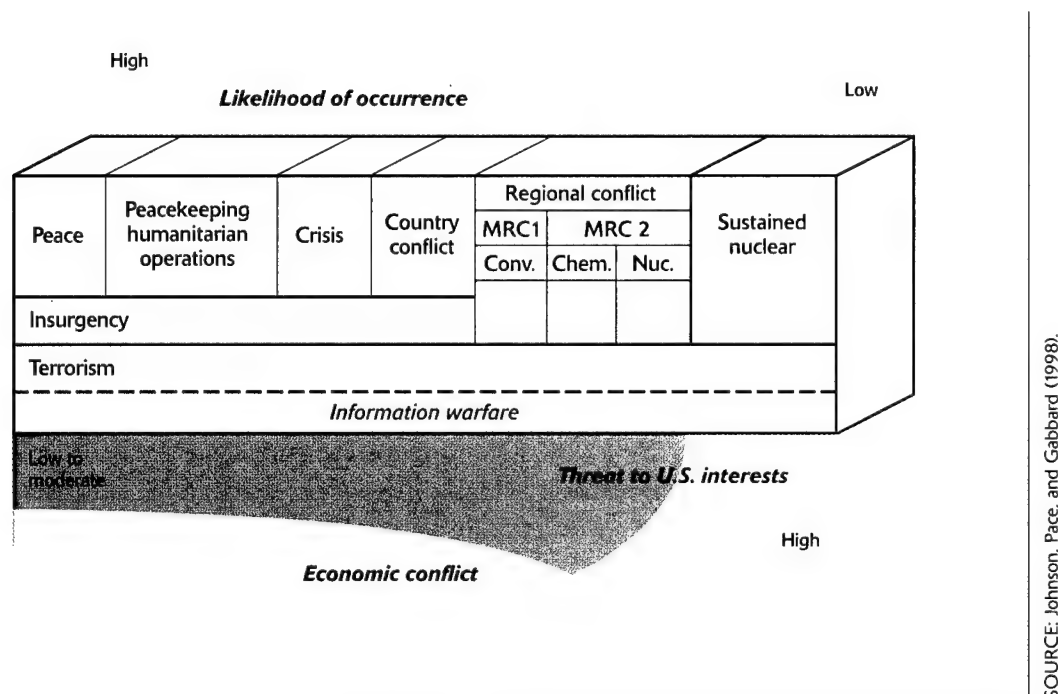 High
Likelihood of occurrence
Low
Peace
Peacekeeping
humanitarian
operations
Crisis
Country
conflict
Regional conflict
MRC1
MRC 2
Conv.
Chem.
Nuc.
Sustained
nuclear
Insurgency
Terrorism
Information warfare
Low to
moderate
Threat to U.S. interests
High
Economic conflict
SOURCE: Johnson, Pace, and Gabbard (1998).